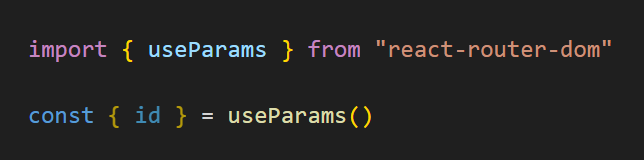 import { useParams } from "react-router-dom"
const { id } = useParams()